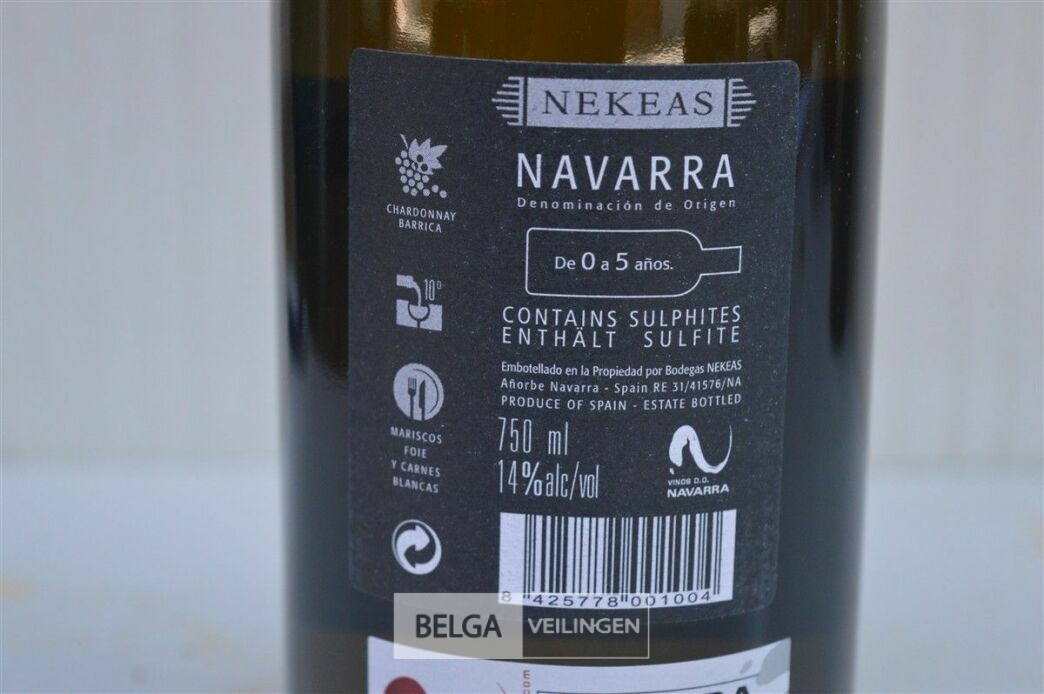 NEKEAS
NAVARRA
Denominación de Origen
De 0 a 5 años.
CONTAINS SULPHITES
ENTHÄLT SULFITE
Embotellado en la Propiedad por Bodegas NEKEAS
Añorbe Navarra - Spain RE 31/41576/NA
PRODUCE OF SPAIN - ESTATE BOTTLED
750 ml
14%alc/vol
VINOS D.O.
NAVARRA
8 425778 001004
CHARDONNAY
BARRICA
10º
MARISCOS
FOIE
Y CARNES
BLANCAS
BELGA VEILINGEN